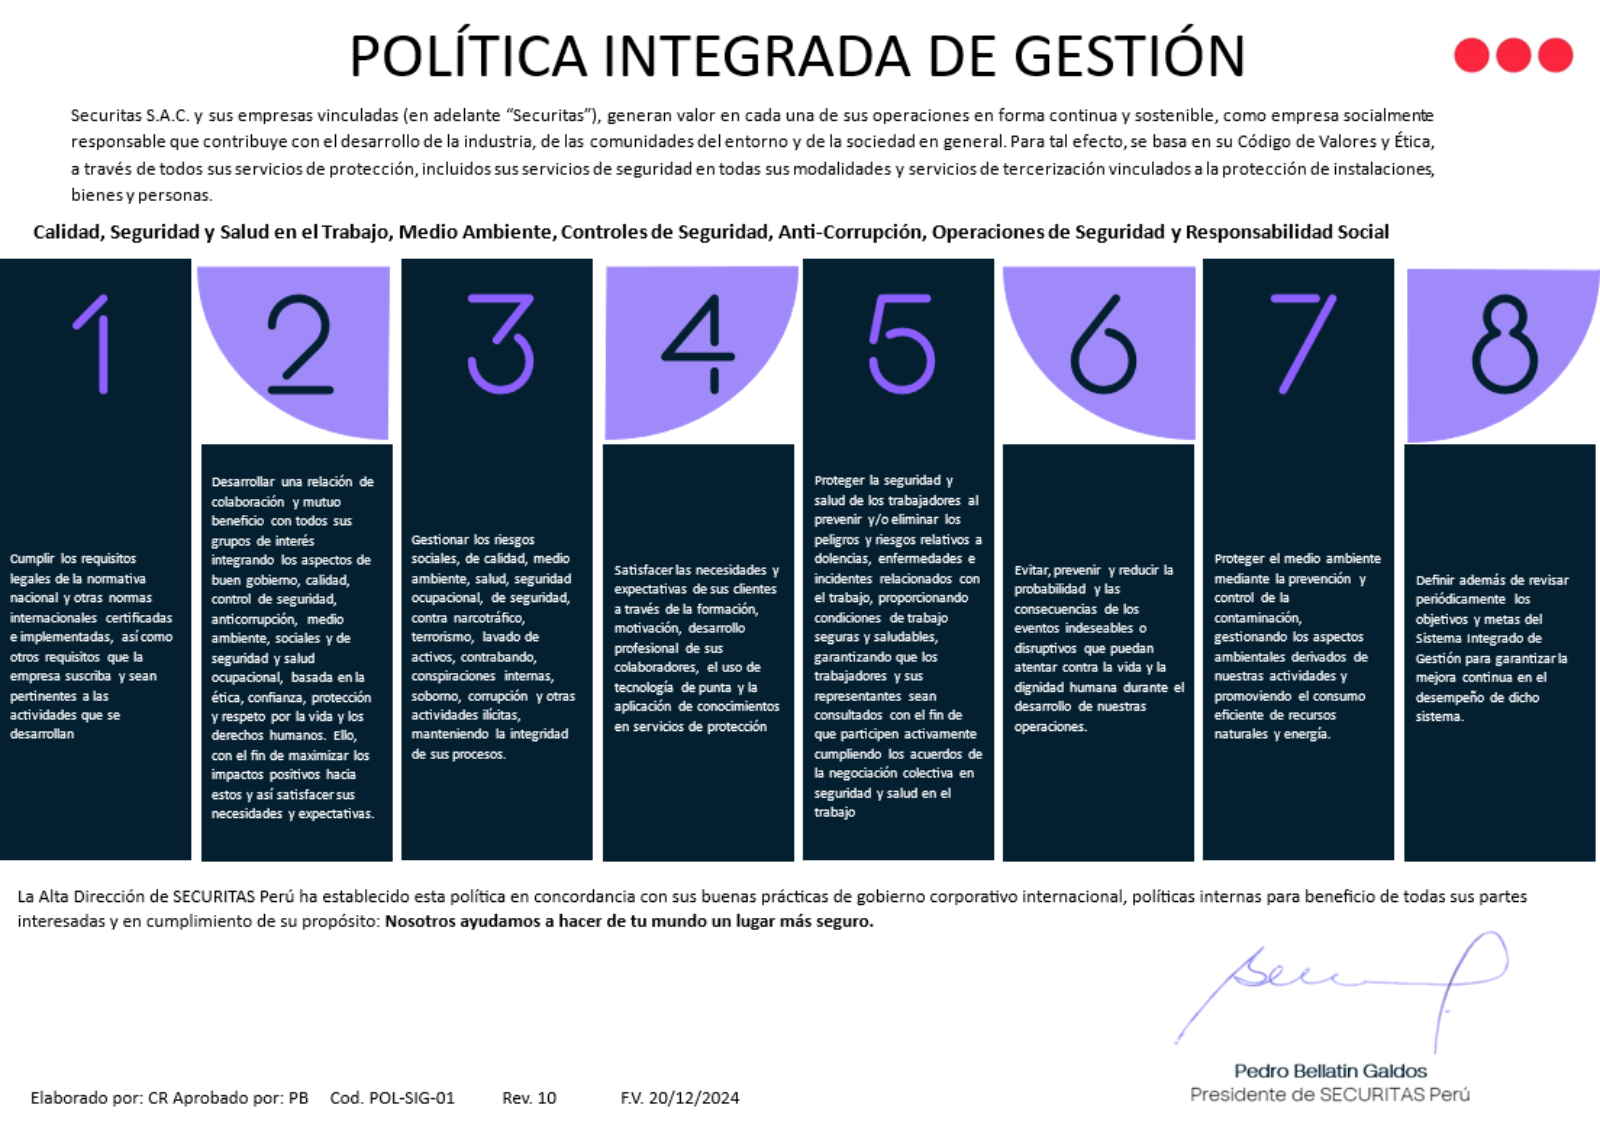 POLÍTICA INTEGRADA DE GESTIÓN
Securitas S.A.C. y sus empresas vinculadas (en adelante “Securitas”), generan valor en cada una de sus operaciones en forma continua y sostenible, como empresa socialmente
responsable que contribuye con el desarrollo de la industria, de las comunidades del entorno y de la sociedad en general. Para tal efecto, se basa en su Código de Valores y Ética,
a través de todos sus servicios de protección, incluidos sus servicios de seguridad en todas sus modalidades y servicios de tercerización vinculados a la protección de instalaciones,
bienes y personas.
Calidad, Seguridad y Salud en el Trabajo, Medio Ambiente, Controles de Seguridad, Anti-Corrupción, Operaciones de Seguridad y Responsabilidad Social
1
Cumplir los requisitos
legales de la normativa
nacional y otras normas
internacionales certificadas
e implementadas, así como
otros requisitos que la
empresa suscriba y sean
pertinentes a las
actividades que se
desarrollan
2
Desarrollar una relación de
colaboración y mutuo
beneficio con todos sus
grupos de interés
integrando los aspectos de
buen gobierno, calidad,
control de seguridad,
anticorrupción, medio
ambiente, sociales y de
seguridad y salud
ocupacional, basada en la
ética, confianza, protección
y respeto por la vida y los
derechos humanos. Ello,
con el fin de maximizar los
impactos positivos hacia
estos y así satisfacer sus
necesidades y expectativas.
3
Gestionar los riesgos
sociales, de calidad, medio
ambiente, salud, seguridad
ocupacional, de seguridad,
contra narcotráfico,
terrorismo, lavado de
activos, contrabando,
conspiraciones internas,
soborno, corrupción y otras
actividades ilícitas,
manteniendo la integridad
de sus procesos.
4
Satisfacer las necesidades y
expectativas de sus clientes
a través de la formación,
motivación, desarrollo
profesional de sus
colaboradores, el uso de
tecnología de punta y la
aplicación de conocimientos
en servicios de protección
5
Proteger la seguridad y
salud de los trabajadores al
prevenir y/o eliminar los
peligros y riesgos relativos a
dolencias, enfermedades e
incidentes relacionados con
el trabajo, proporcionando
condiciones de trabajo
seguras y saludables,
garantizando que los
trabajadores y sus
representantes sean
consultados con el fin de
que participen activamente
cumpliendo los acuerdos de
la negociación colectiva en
seguridad y salud en el
trabajo
6
Evitar, prevenir y reducir la
probabilidad y las
consecuencias de los
eventos indeseables o
disruptivos que puedan
atentar contra la vida y la
dignidad humana durante el
desarrollo de nuestras
operaciones.
7
Proteger el medio ambiente
mediante la prevención y
control de la
contaminación,
gestionando los aspectos
ambientales derivados de
nuestras actividades y
promoviendo el consumo
eficiente de recursos
naturales y energía.
8
Definir además de revisar
periódicamente los
objetivos y metas del
Sistema Integrado de
Gestión para garantizar la
mejora continua en el
desempeño de dicho
sistema.
La Alta Dirección de SECURITAS Perú ha establecido esta política en concordancia con sus buenas prácticas de gobierno corporativo internacional, políticas internas para beneficio de todas sus partes
interesadas y en cumplimiento de su propósito: Nosotros ayudamos a hacer de tu mundo un lugar más seguro.
Pedro Bellatin Galdos
Presidente de SECURITAS Perú
Elaborado por: CR Aprobado por: PB Cod. POL-SIG-01 Rev. 10 F.V. 20/12/2024